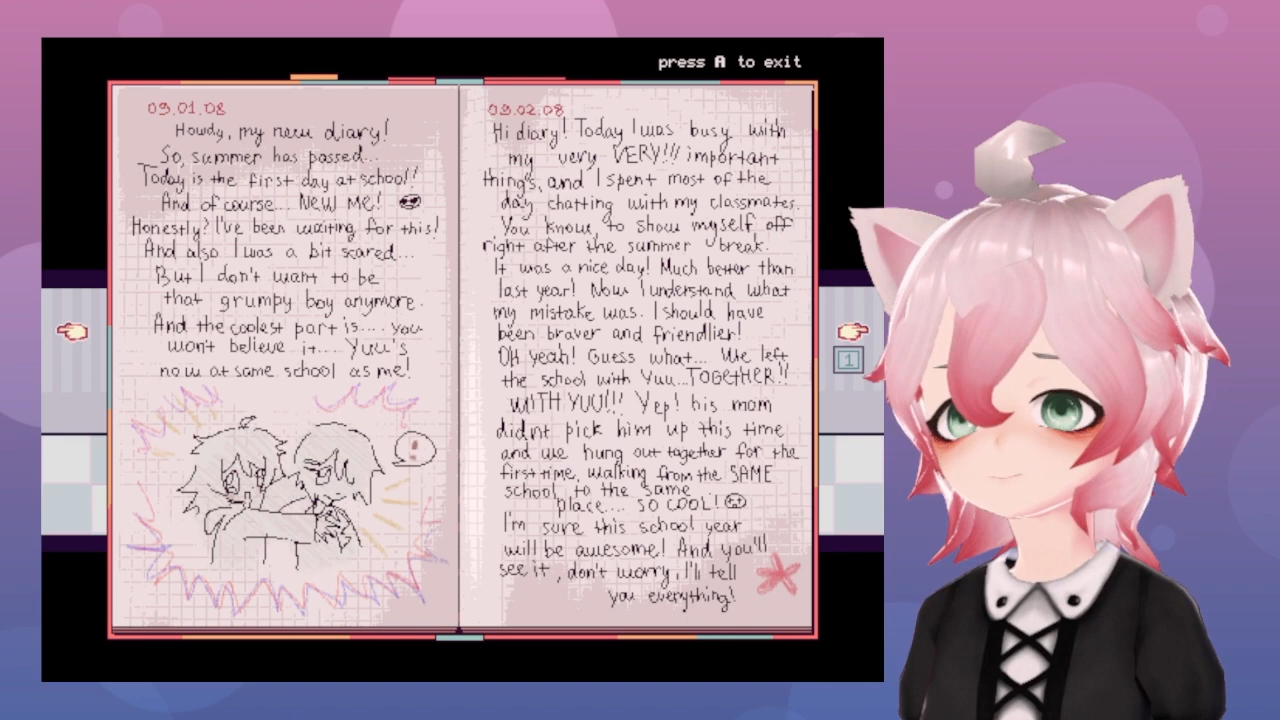 press A to exit
09.01.08
Howdy, my new diary!
So, summer has passed...
Today is the first day at school!
And of course... New me!
Honestly? I've been waiting for this!
And also I was a bit scared...
But I don't want to be
that grumpy boy anymore.
And the coolest part is.... you
won't believe it.... Yuu's
now at same school as me!
!
09.02.08
Hi diary! Today I was busy with
my very VERY!!! important
things, and I spent most of the
day chatting with my classmates.
You know, to show myself off
right after the summer break.
It was a nice day! Much better than
last year! Now I understand what
my mistake was. I should have
been braver and friendlier!
Oh yeah! Guess what... We left
the school with Yuu...TOGETHER!!
WITH YUU!!! Yep! his mom
didnt pick him up this time
and we hung out together for the
first time, walking from the SAME
school to the same
place... SO COOL!
I'm sure this school year
will be awesome! And you'll
see it, don't worry, I'll tell
you everything!
1